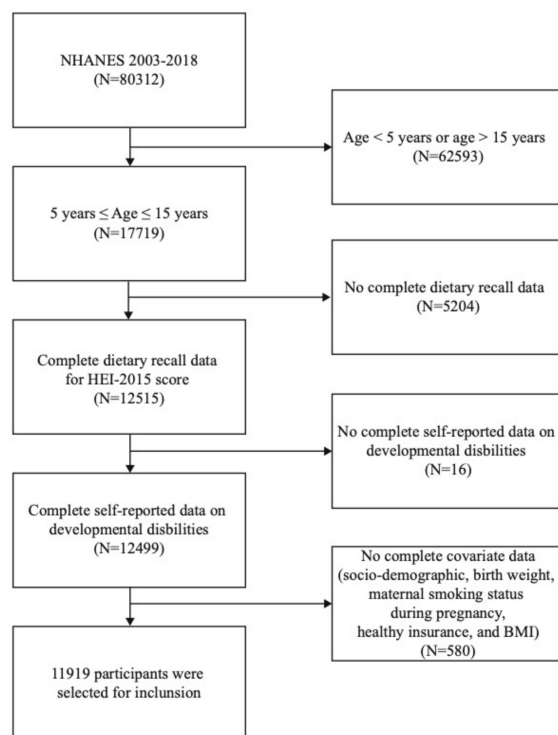 NHANES 2003-2018
(N=80312)
Age < 5 years or age > 15 years
(N=62593)
5 years ≤ Age ≤ 15 years
(N=17719)
No complete dietary recall data
(N=5204)
Complete dietary recall data
for HEI-2015 score
(N=12515)
No complete self-reported data on
developmental disbilities
(N=16)
Complete self-reported data on
developmental disbilities
(N=12499)
No complete covariate data
(socio-demographic, birth weight,
maternal smoking status
during pregnancy,
healthy insurance, and BMI)
(N=580)
11919 participants were
selected for inclunsion